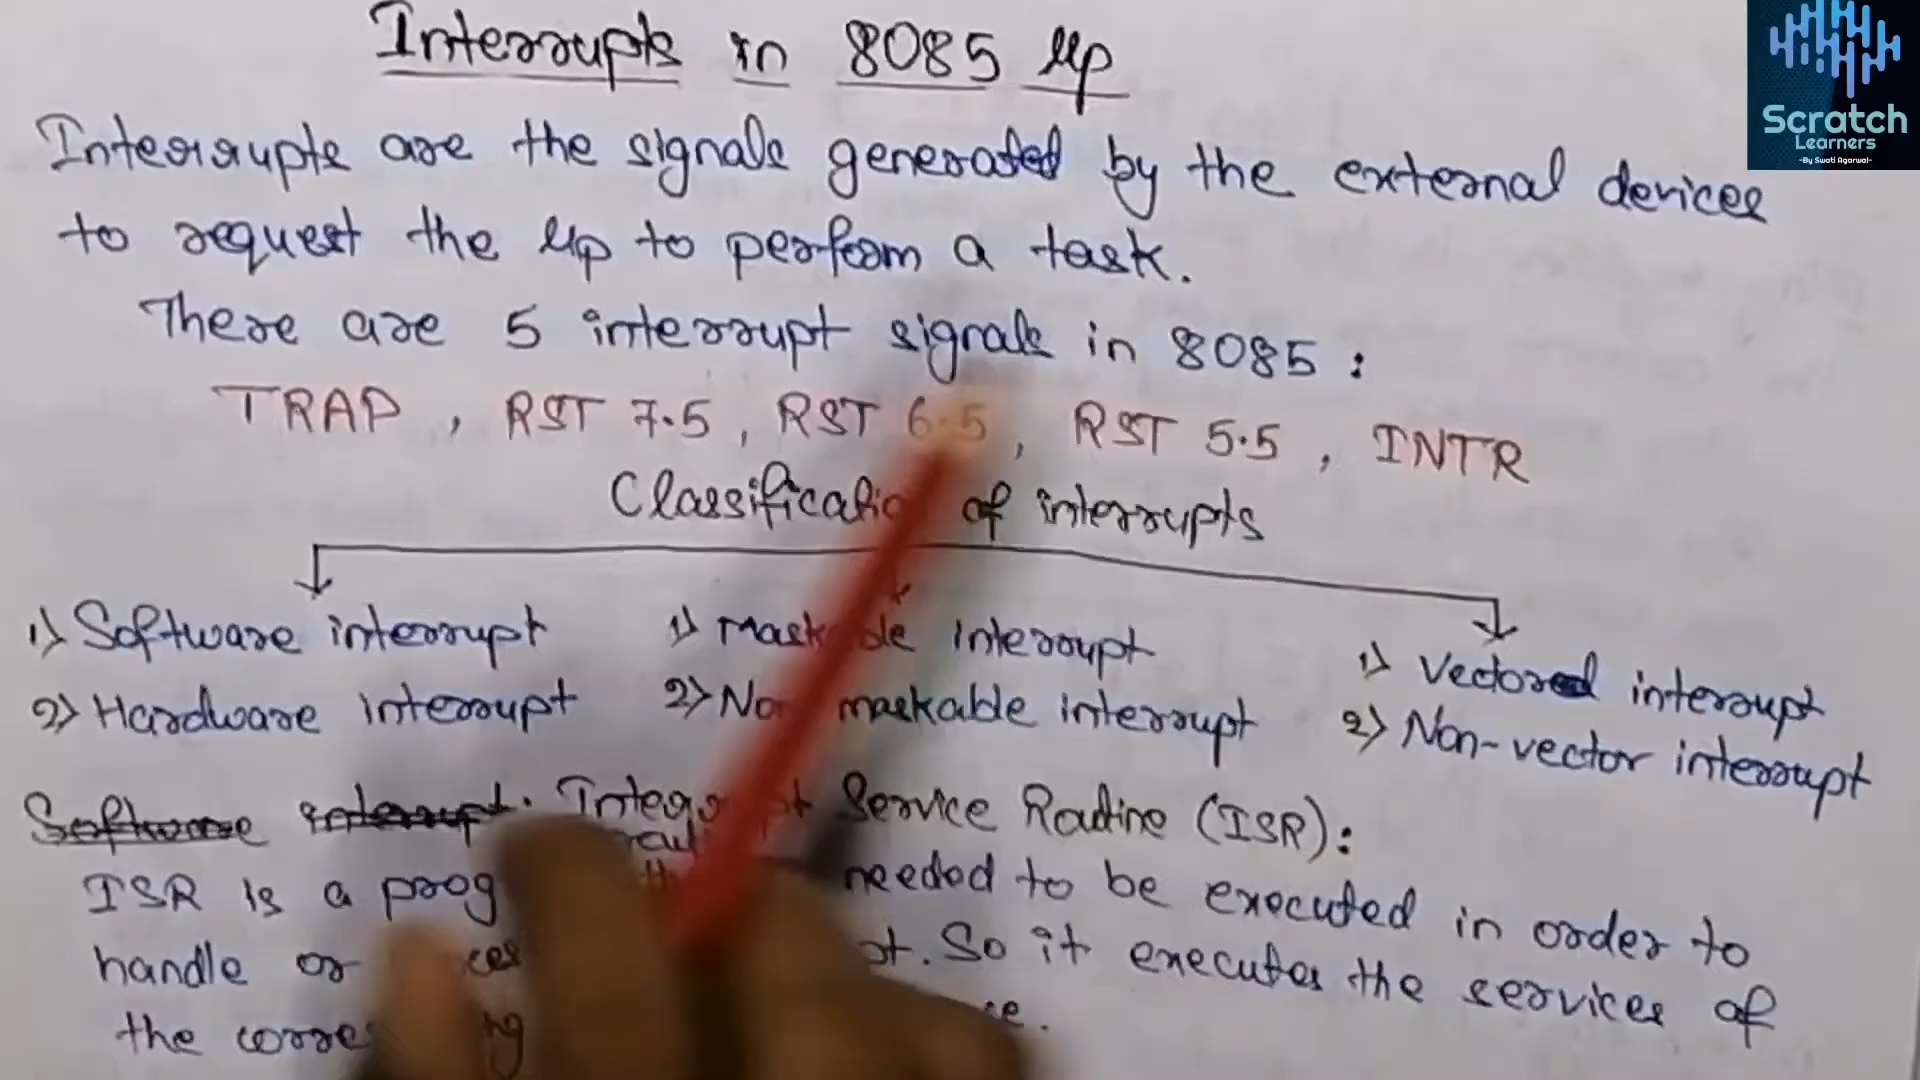 Interrupts in 8085 μp
Scratch
Learners
-By Swati Agarwal-
Interrupts are the signals generated by the external devices
to request the μp to perform a task.
There are 5 interrupt signals in 8085 :
TRAP , RST 7.5 , RST 6.5 , RST 5.5 , INTR
Classification of interrupts
1) Software interrupt 1) Maskable interrupt 1) Vectored interrupt
2) Hardware interrupt 2) Non maskable interrupt 2) Non-vector interrupt
Software interrupt: Service Routine (ISR):
ISR is a needed to be executed in order to
handle or So it executes the services of
the